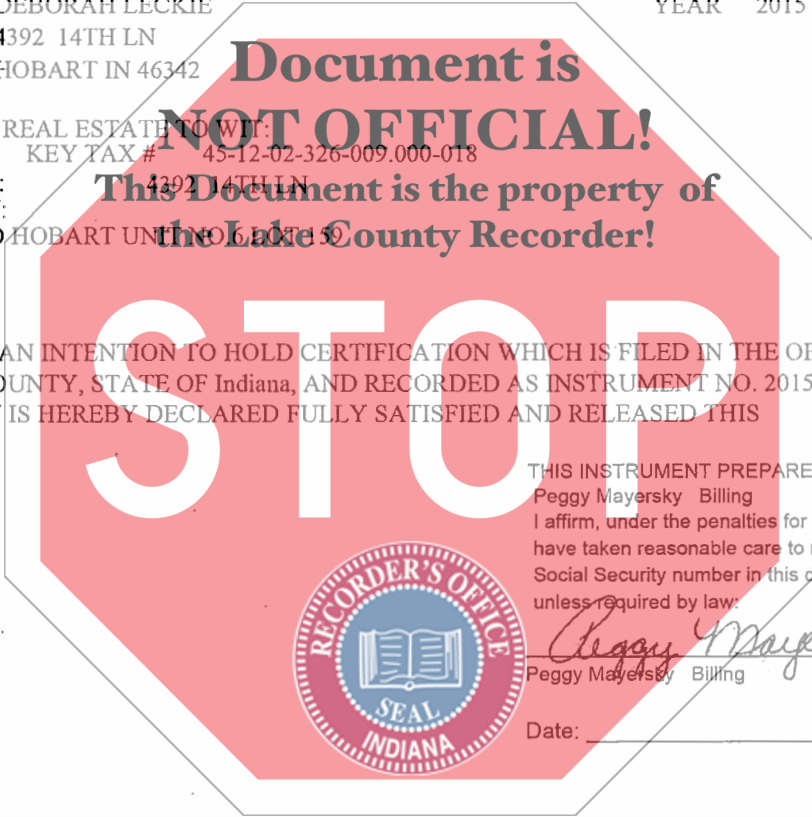 DEBORAH LECKIE YEAR 2015
4392 14TH LN
HOBART IN 46342
Document is
NOT OFFICIAL!
REAL ESTATE TO WIT:
KEY TAX # 45-12-02-326-009.000-018
This Document is the property of
4392 14TH LN
the Lake County Recorder!
HOBART UNIT NO 6 LOT 159
STOP
AN INTENTION TO HOLD CERTIFICATION WHICH IS FILED IN THE OF
OUNTY, STATE OF Indiana, AND RECORDED AS INSTRUMENT NO. 2015
IS HEREBY DECLARED FULLY SATISFIED AND RELEASED THIS
THIS INSTRUMENT PREPARE
Peggy Mayersky Billing
I affirm, under the penalties for
have taken reasonable care to
Social Security number in this d
unless required by law:
Peggy Maye
Peggy Mayersky Billing
Date:
RECORDER'S OFFICE
SEAL
INDIANA